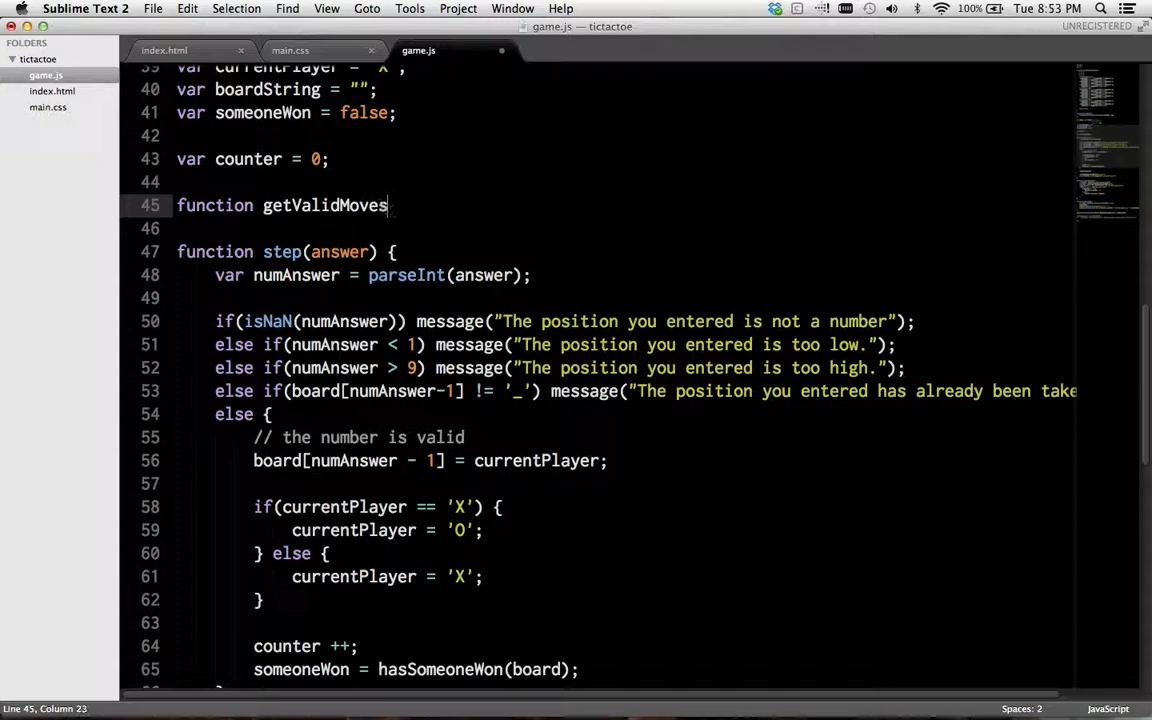 Sublime Text 2 File Edit Selection Find View Goto Tools Project Window Help 100% Tue 8:53 PM
game.js — tictactoe UNREGISTERED
FOLDERS
tictactoe
game.js
index.html
main.css
index.html main.css game.js
39 var currentPlayer = 'X';
40 var boardString = "";
41 var someoneWon = false;
42
43 var counter = 0;
44
45 function getValidMoves
46
47 function step(answer) {
48 var numAnswer = parseInt(answer);
49
50 if(isNaN(numAnswer)) message("The position you entered is not a number");
51 else if(numAnswer < 1) message("The position you entered is too low.");
52 else if(numAnswer > 9) message("The position you entered is too high.");
53 else if(board[numAnswer-1] != '_') message("The position you entered has already been take
54 else {
55 // the number is valid
56 board[numAnswer - 1] = currentPlayer;
57
58 if(currentPlayer == 'X') {
59 currentPlayer = 'O';
60 } else {
61 currentPlayer = 'X';
62 }
63
64 counter ++;
65 someoneWon = hasSomeoneWon(board);
Line 45, Column 23 Spaces: 2 JavaScript